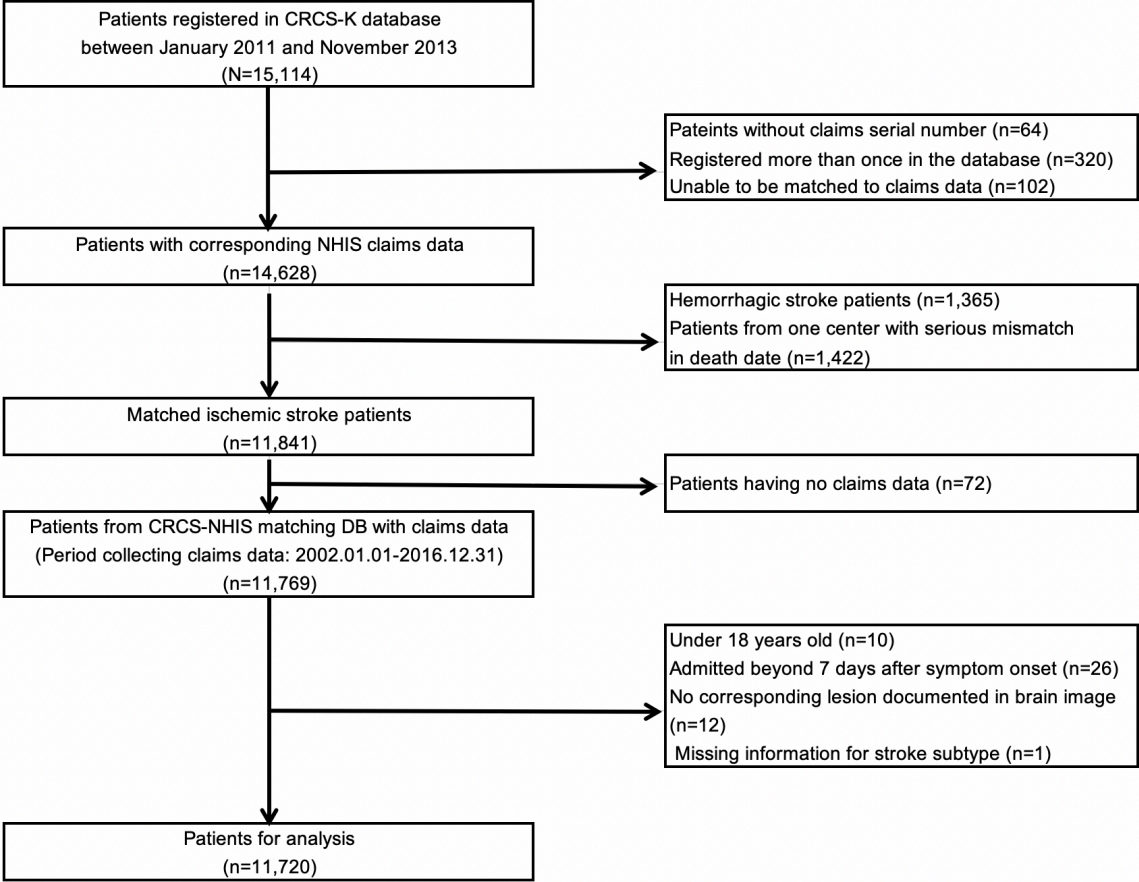 Patients registered in CRCS-K database
between January 2011 and November 2013
(N=15,114)
Pateints without claims serial number (n=64)
Registered more than once in the database (n=320)
Unable to be matched to claims data (n=102)
Patients with corresponding NHIS claims data
(n=14,628)
Hemorrhagic stroke patients (n=1,365)
Patients from one center with serious mismatch
in death date (n=1,422)
Matched ischemic stroke patients
(n=11,841)
Patients having no claims data (n=72)
Patients from CRCS-NHIS matching DB with claims data
(Period collecting claims data: 2002.01.01-2016.12.31)
(n=11,769)
Under 18 years old (n=10)
Admitted beyond 7 days after symptom onset (n=26)
No corresponding lesion documented in brain image
(n=12)
Missing information for stroke subtype (n=1)
Patients for analysis
(n=11,720)